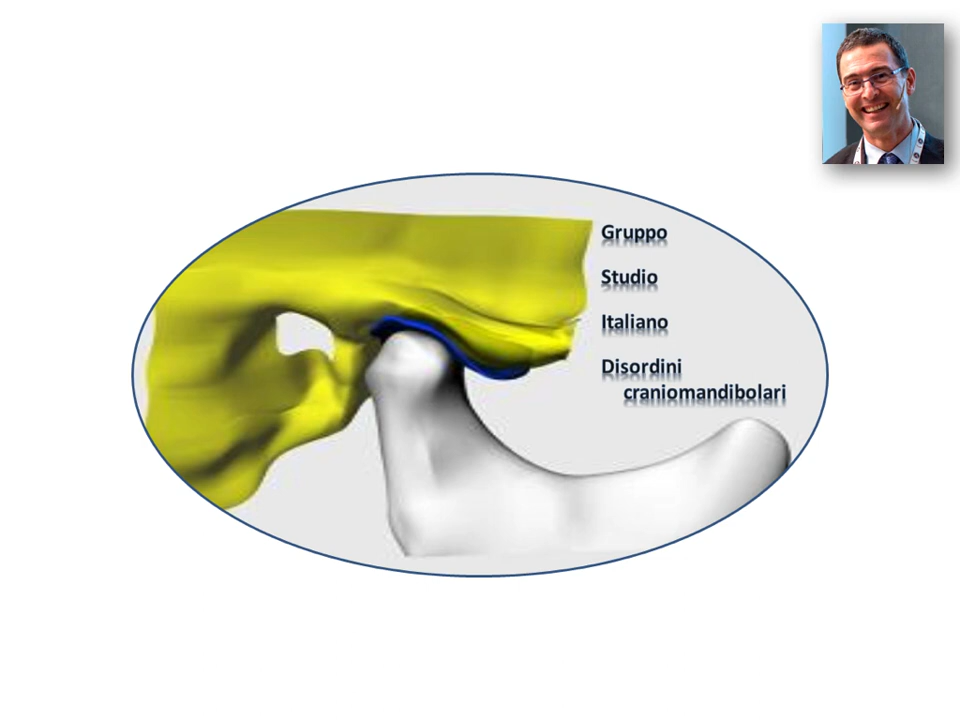 Gruppo
Studio
Italiano
Disordini
craniomandibolari